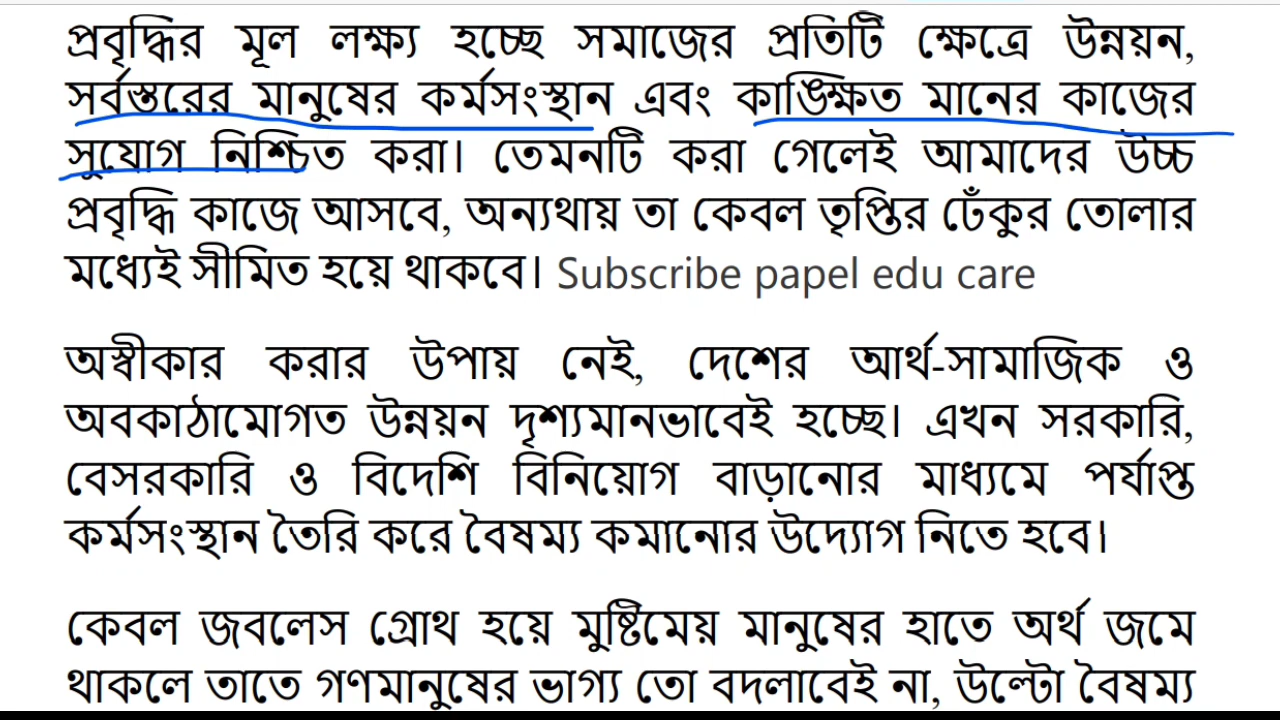 প্রবৃদ্ধির মূল লক্ষ্য হচ্ছে সমাজের প্রতিটি ক্ষেত্রে উন্নয়ন,
সর্বস্তরের মানুষের কর্মসংস্থান এবং কাঙ্ক্ষিত মানের কাজের
সুযোগ নিশ্চিত করা। তেমনটি করা গেলেই আমাদের উচ্চ
প্রবৃদ্ধি কাজে আসবে, অন্যথায় তা কেবল তৃপ্তির ঢেঁকুর তোলার
মধ্যেই সীমিত হয়ে থাকবে। Subscribe papel edu care
অস্বীকার করার উপায় নেই, দেশের আর্থ-সামাজিক ও
অবকাঠামোগত উন্নয়ন দৃশ্যমানভাবেই হচ্ছে। এখন সরকারি,
বেসরকারি ও বিদেশি বিনিয়োগ বাড়ানোর মাধ্যমে পর্যাপ্ত
কর্মসংস্থান তৈরি করে বৈষম্য কমানোর উদ্যোগ নিতে হবে।
কেবল জবলেস গ্রোথ হয়ে মুষ্টিমেয় মানুষের হাতে অর্থ জমে
থাকলে তাতে গণমানুষের ভাগ্য তো বদলাবেই না, উল্টো বৈষম্য